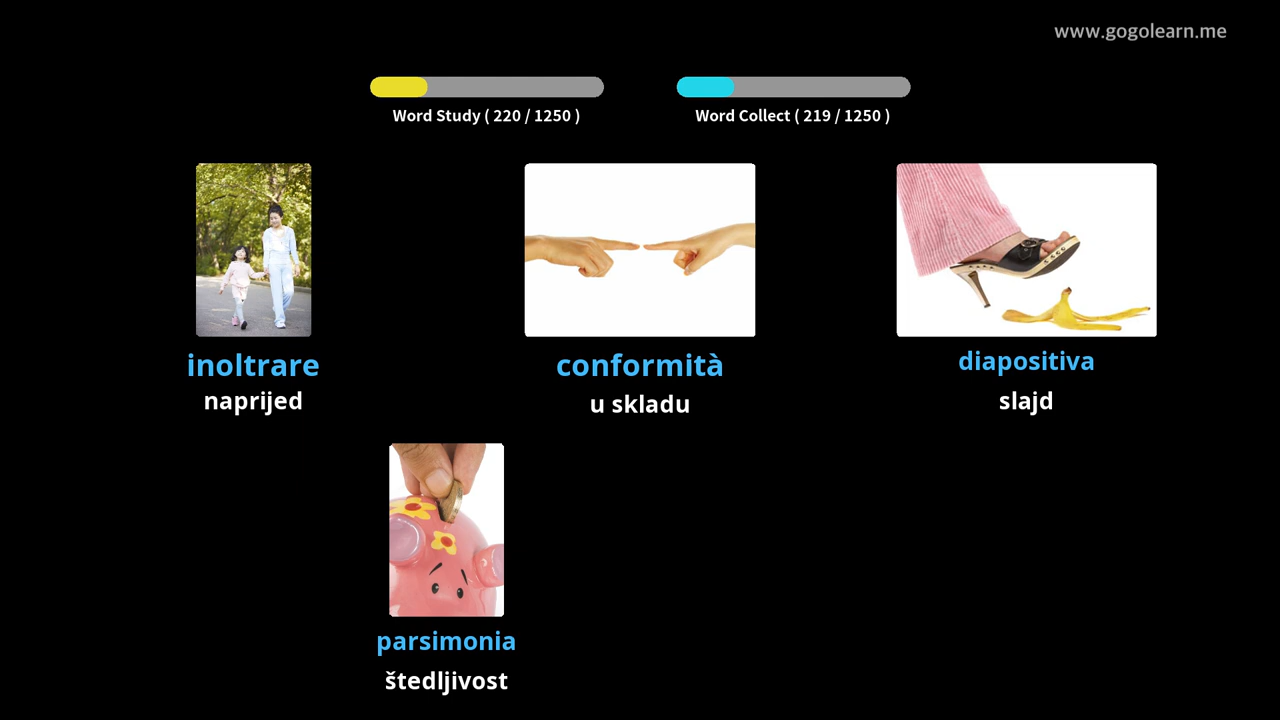 www.gogolearn.me
Word Study ( 220 / 1250 )
Word Collect ( 219 / 1250 )
inoltrare
naprijed
conformità
u skladu
diapositiva
slajd
parsimonia
štedljivost